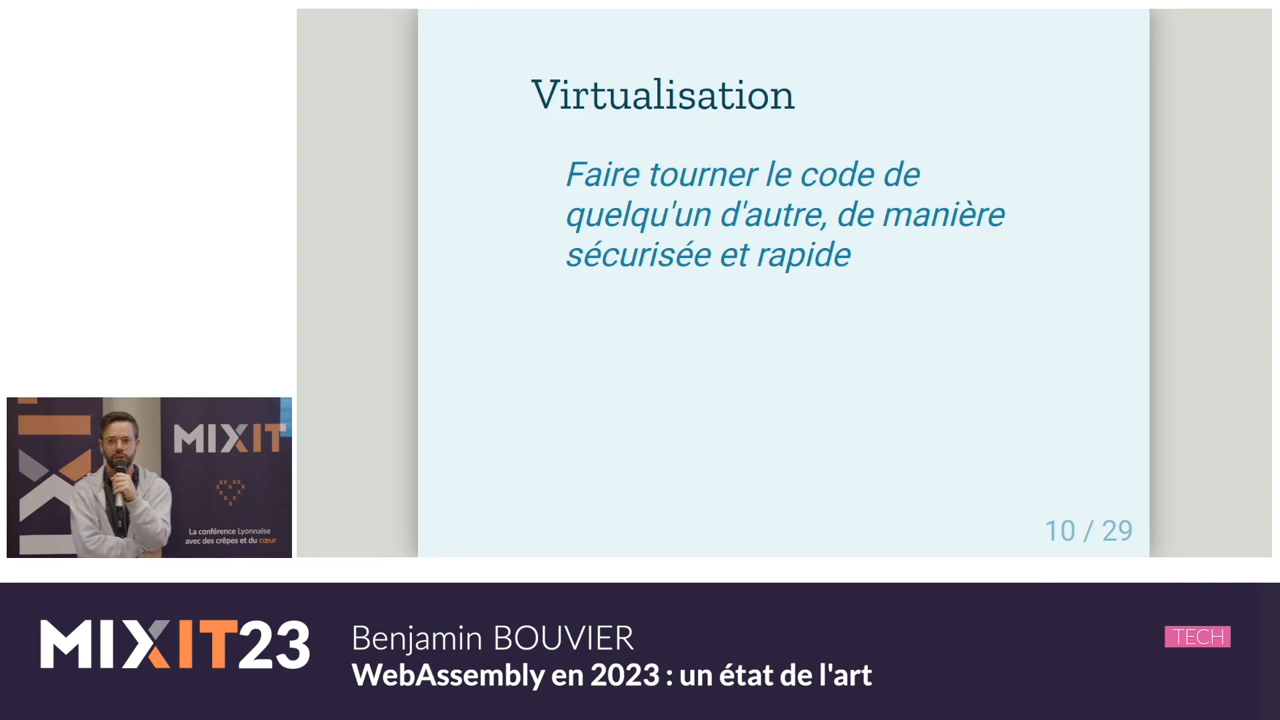 Virtualisation
Faire tourner le code de
quelqu'un d'autre, de manière
sécurisée et rapide
10 / 29
MIXIT
La conférence Lyonnaise
avec des crêpes et du cœur
MIXIT23
Benjamin BOUVIER
WebAssembly en 2023 : un état de l'art
TECH